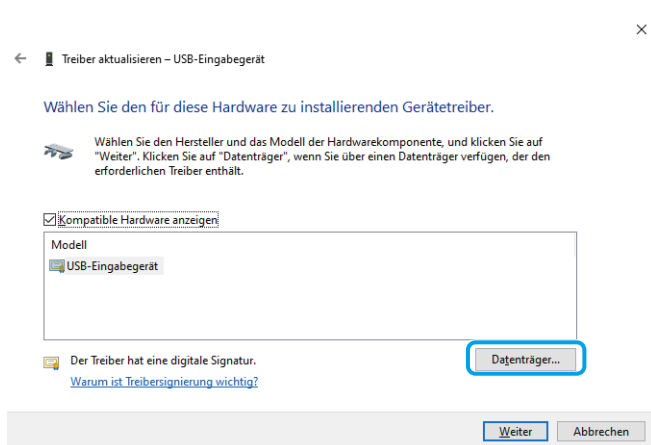 Treiber aktualisieren – USB-Eingabegerät
Wählen Sie den für diese Hardware zu installierenden Gerätetreiber.
Wählen Sie den Hersteller und das Modell der Hardwarekomponente, und klicken Sie auf
"Weiter". Klicken Sie auf "Datenträger", wenn Sie über einen Datenträger verfügen, der den
erforderlichen Treiber enthält.
Kompatible Hardware anzeigen
Modell
USB-Eingabegerät
Der Treiber hat eine digitale Signatur.
Datenträger...
Warum ist Treibersignierung wichtig?
Weiter
Abbrechen